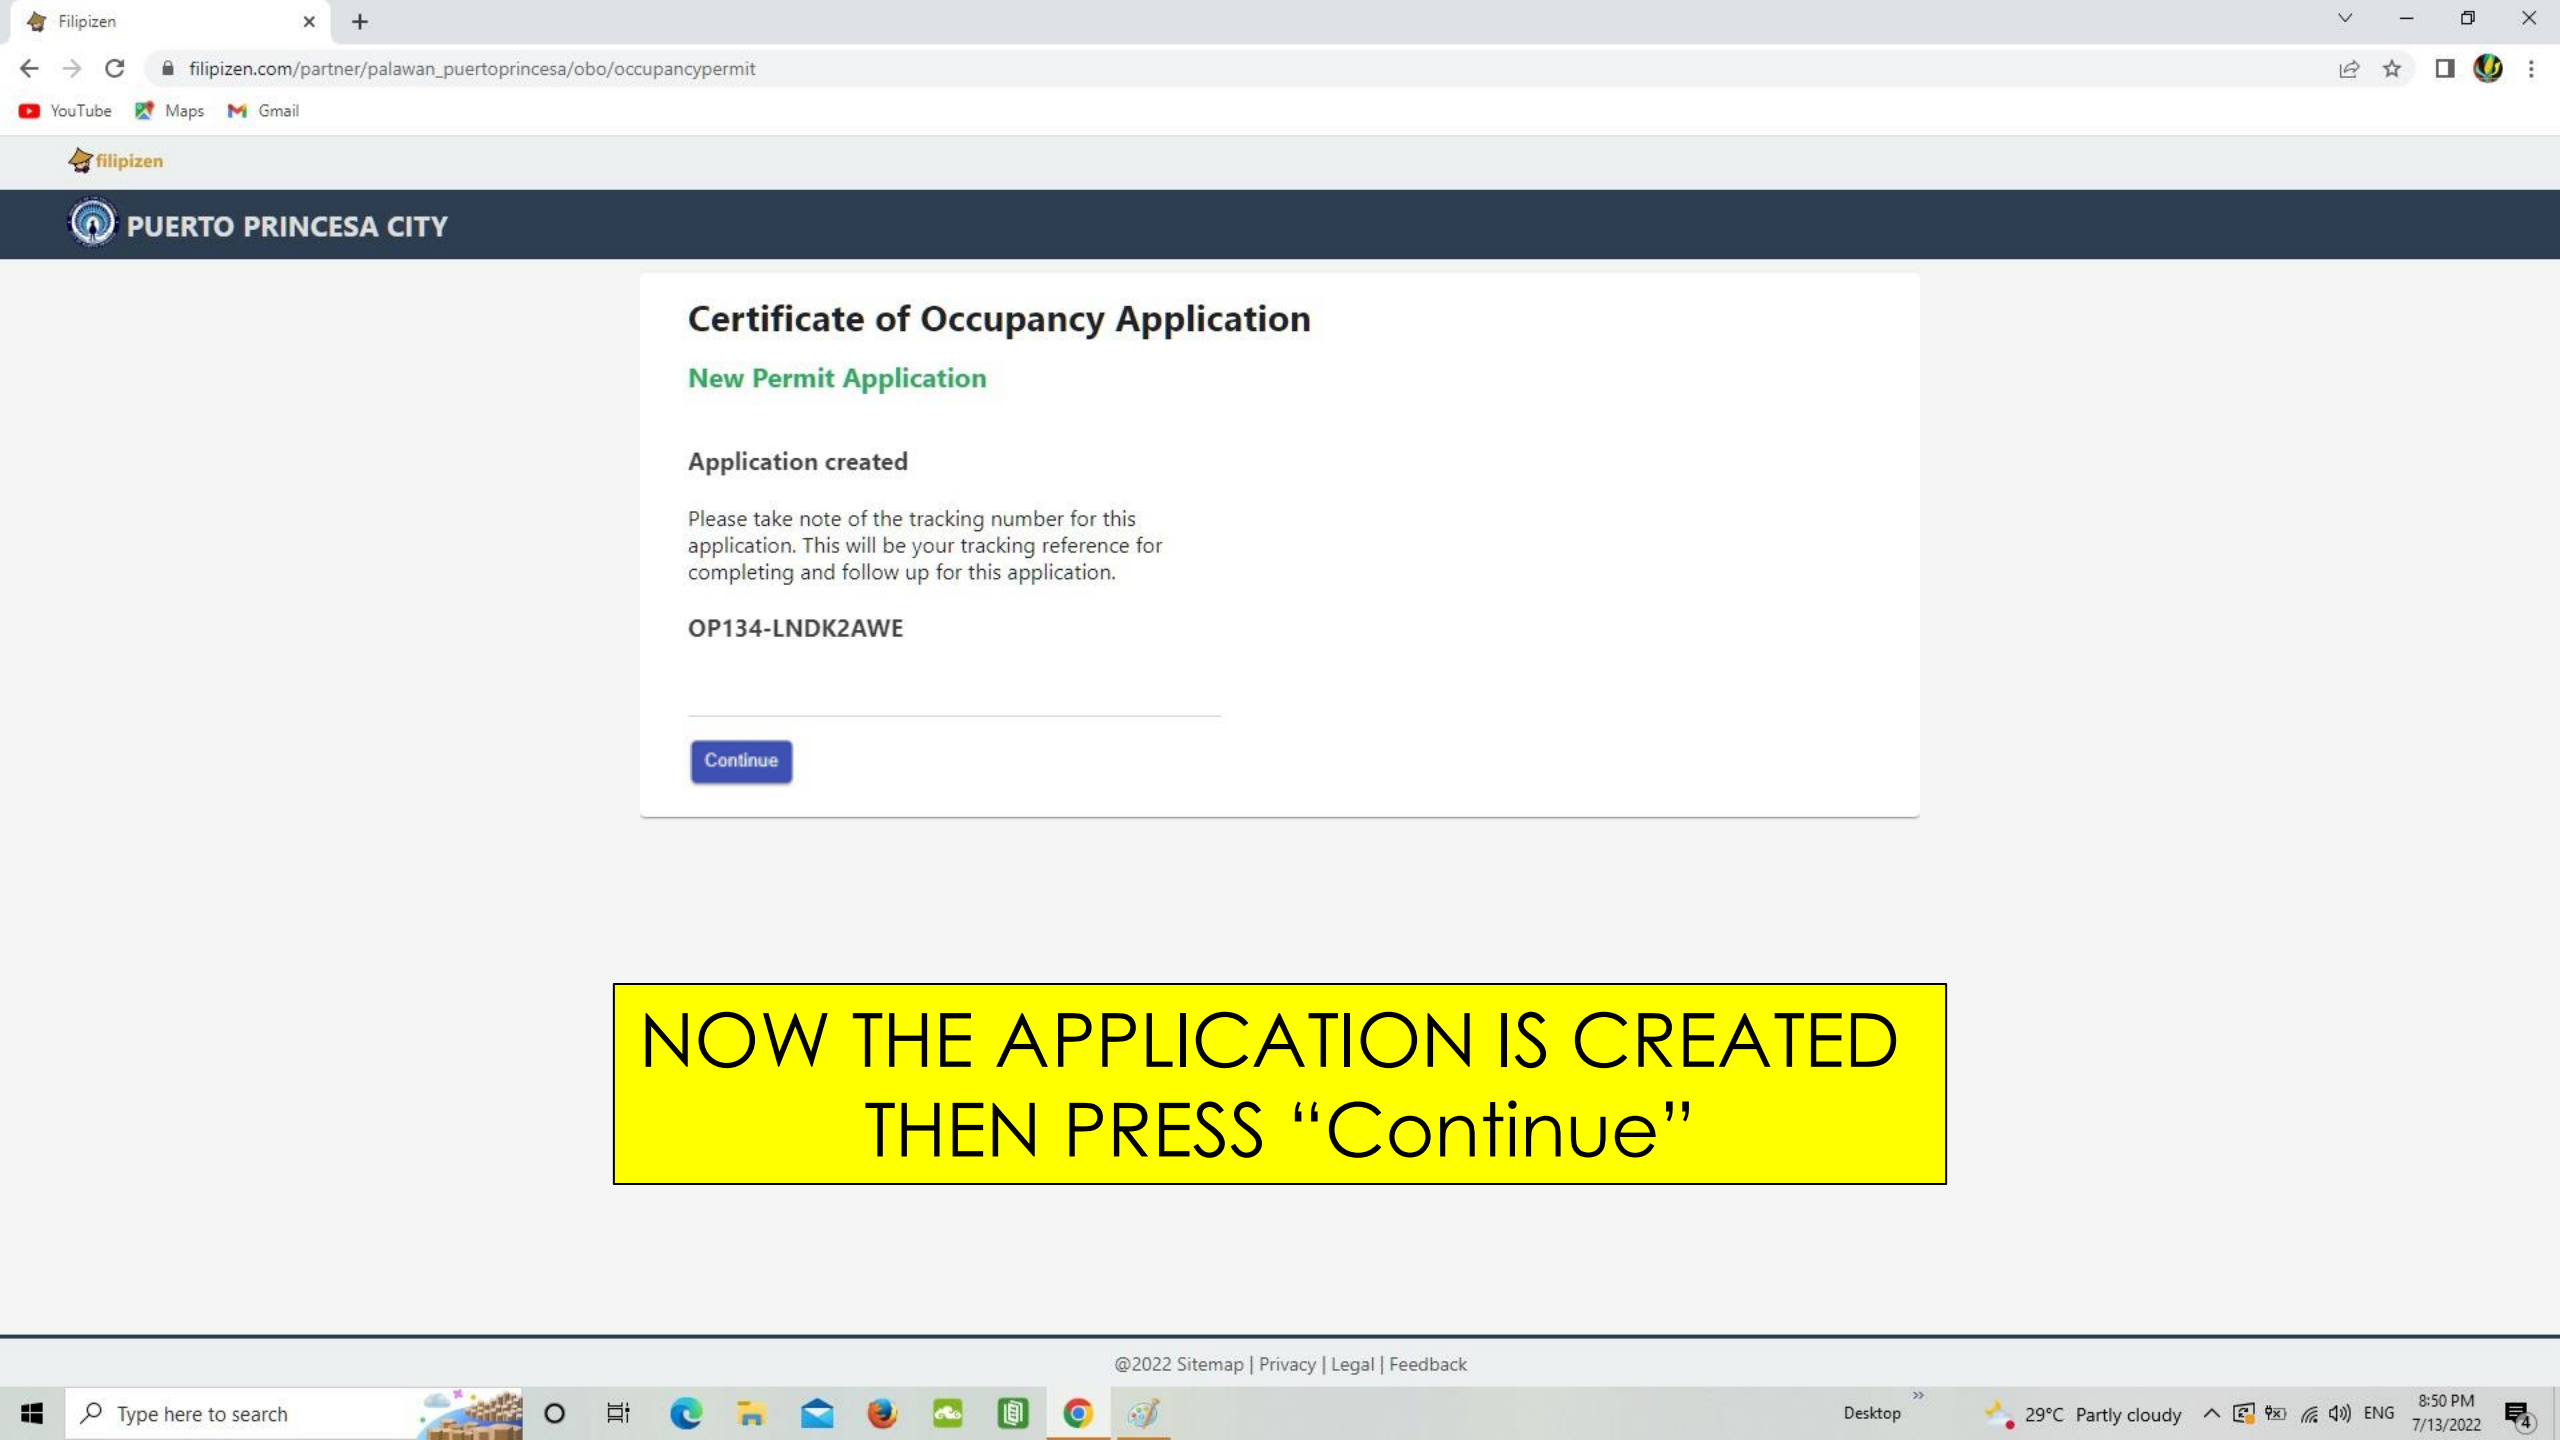 Filipizen
filipizen.com/partner/palawan_puertoprincesa/obo/occupancypermit
YouTube Maps Gmail
filipizen
PUERTO PRINCESA CITY
Certificate of Occupancy Application
New Permit Application
Application created
Please take note of the tracking number for this
application. This will be your tracking reference for
completing and follow up for this application.
OP134-LNDK2AWE
Continue
NOW THE APPLICATION IS CREATED
THEN PRESS “Continue”
@2022 Sitemap | Privacy | Legal | Feedback
Type here to search
Desktop
29°C Partly cloudy
ENG
8:50 PM
7/13/2022
4